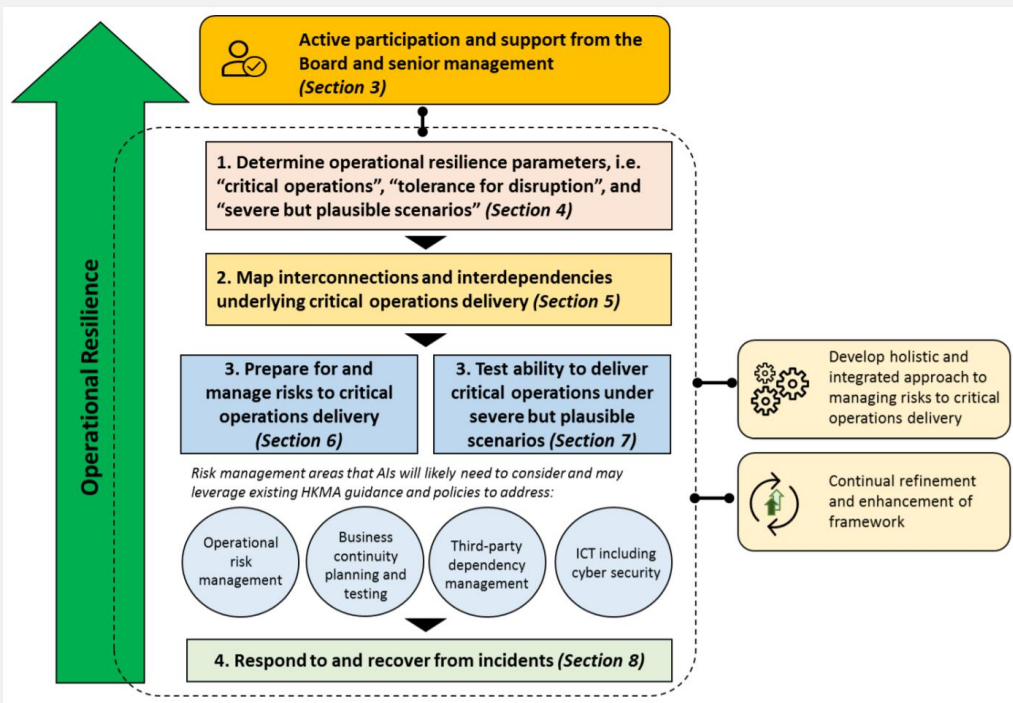 Operational Resilience
Active participation and support from the
Board and senior management
(Section 3)
1. Determine operational resilience parameters, i.e.
“critical operations”, “tolerance for disruption”, and
“severe but plausible scenarios” (Section 4)
2. Map interconnections and interdependencies
underlying critical operations delivery (Section 5)
3. Prepare for and
manage risks to critical
operations delivery
(Section 6)
3. Test ability to deliver
critical operations under
severe but plausible
scenarios (Section 7)
Risk management areas that AIs will likely need to consider and may
leverage existing HKMA guidance and policies to address:
Operational
risk
management
Business
continuity
planning and
testing
Third-party
dependency
management
ICT including
cyber security
4. Respond to and recover from incidents (Section 8)
Develop holistic and
integrated approach to
managing risks to critical
operations delivery
Continual refinement
and enhancement of
framework